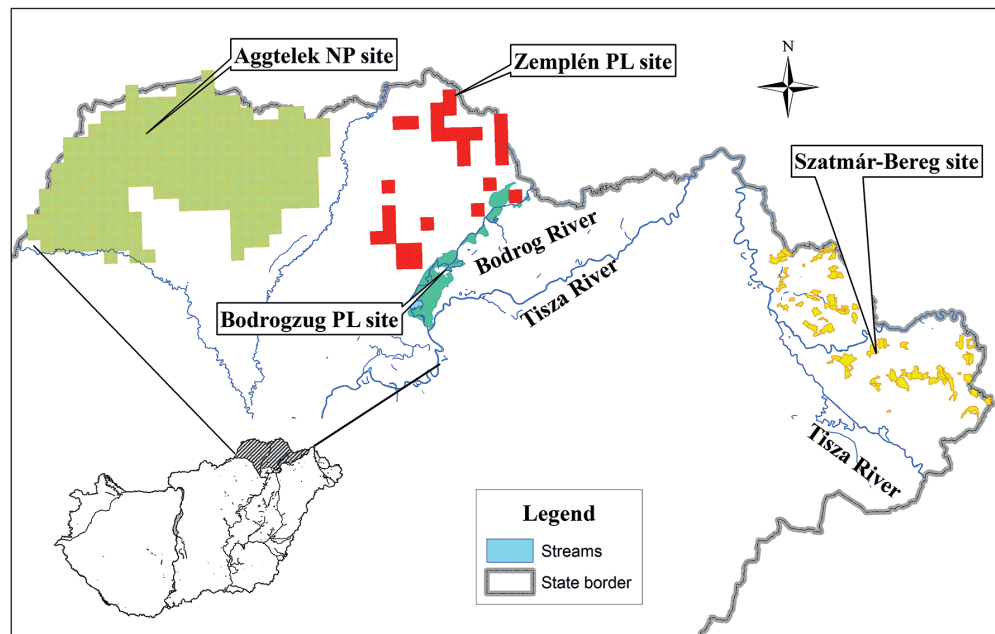 Aggtelek NP site
Zemplén PL site
N
Szatmár-Bereg site
Bodrog River
Tisza River
Bodrogzug PL site
Tisza River
Legend
Streams
State border